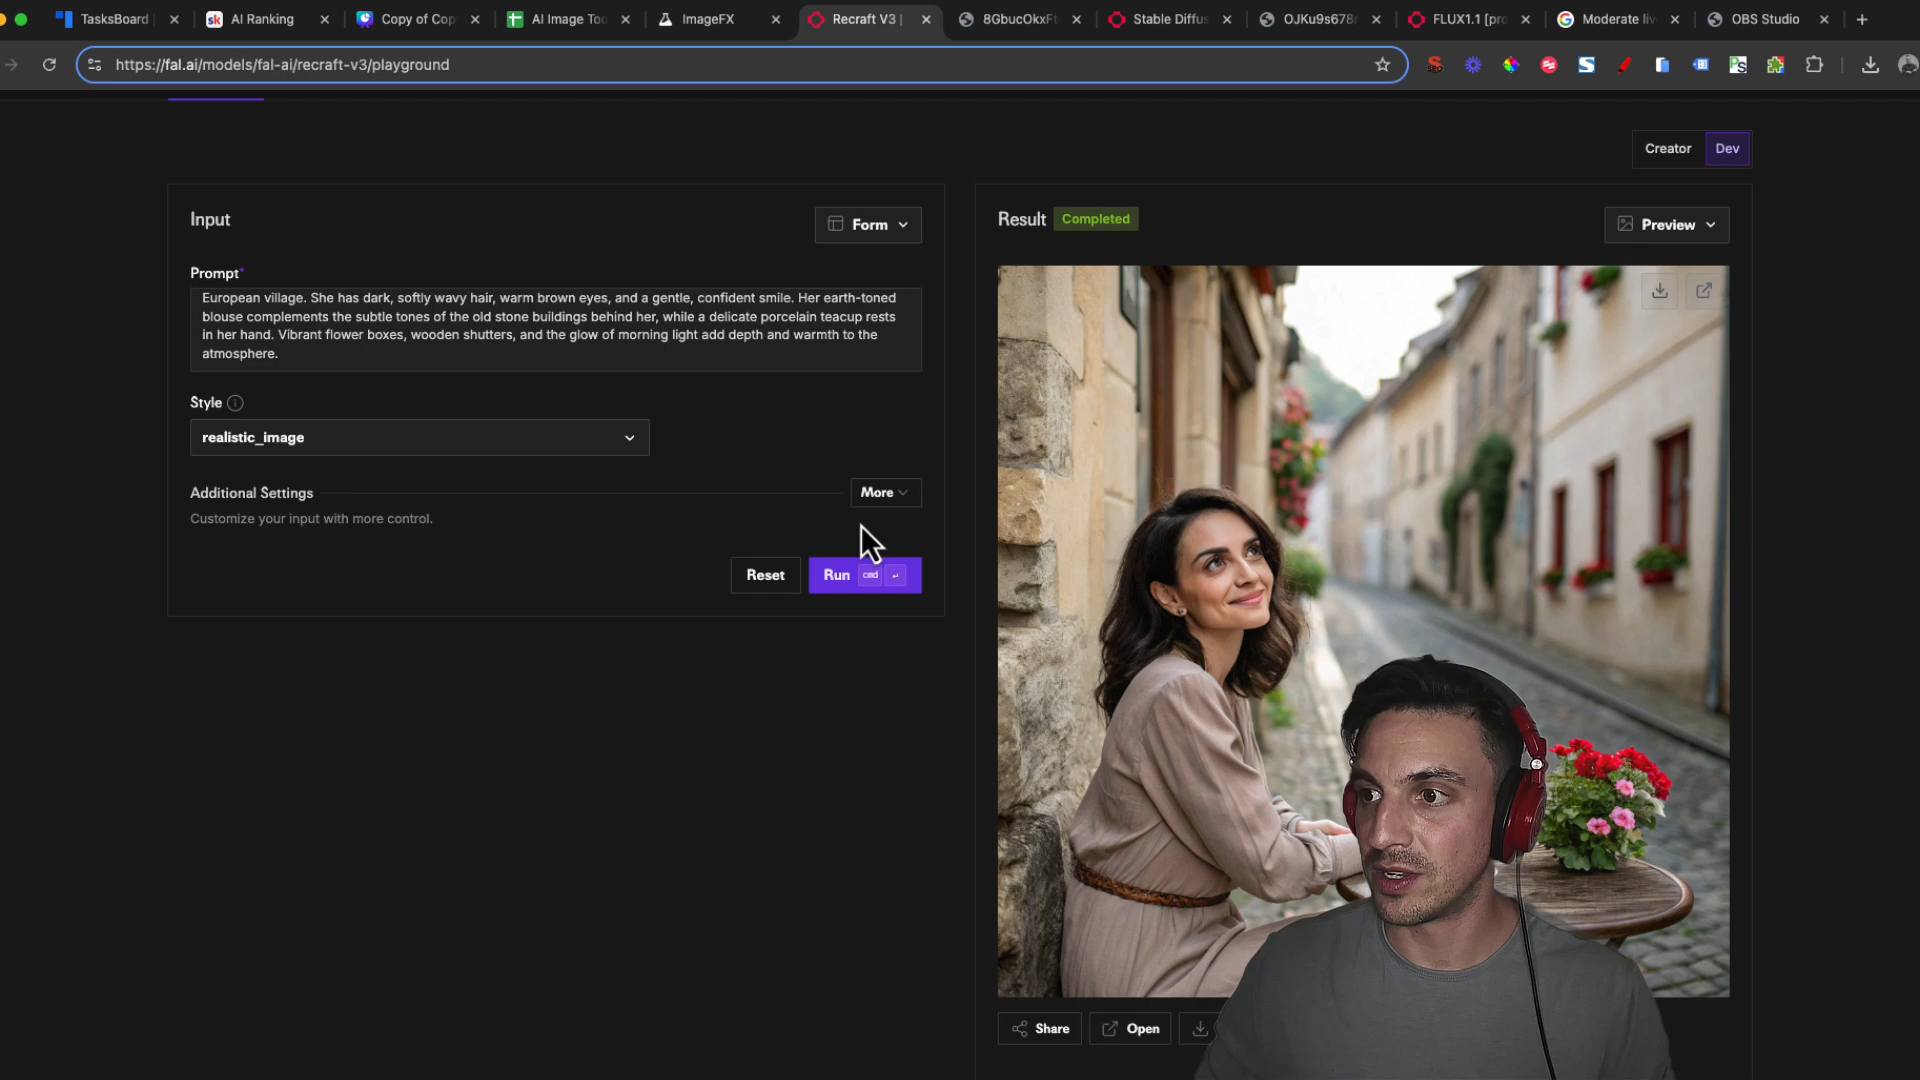 TasksBoard
AI Ranking
Copy of Cop
AI Image Too
ImageFX
Recraft V3 |
8GbucOkxFt
Stable Diffus
OJKu9s678r
FLUX1.1 [pro
Moderate liv
OBS Studio
https://fal.ai/models/fal-ai/recraft-v3/playground
Creator
Dev
Input
Form
Result
Completed
Preview
Prompt*
European village. She has dark, softly wavy hair, warm brown eyes, and a gentle, confident smile. Her earth-toned
blouse complements the subtle tones of the old stone buildings behind her, while a delicate porcelain teacup rests
in her hand. Vibrant flower boxes, wooden shutters, and the glow of morning light add depth and warmth to the
atmosphere.
Style
realistic_image
Additional Settings
More
Customize your input with more control.
Reset
Run cmd ↵
Share
Open